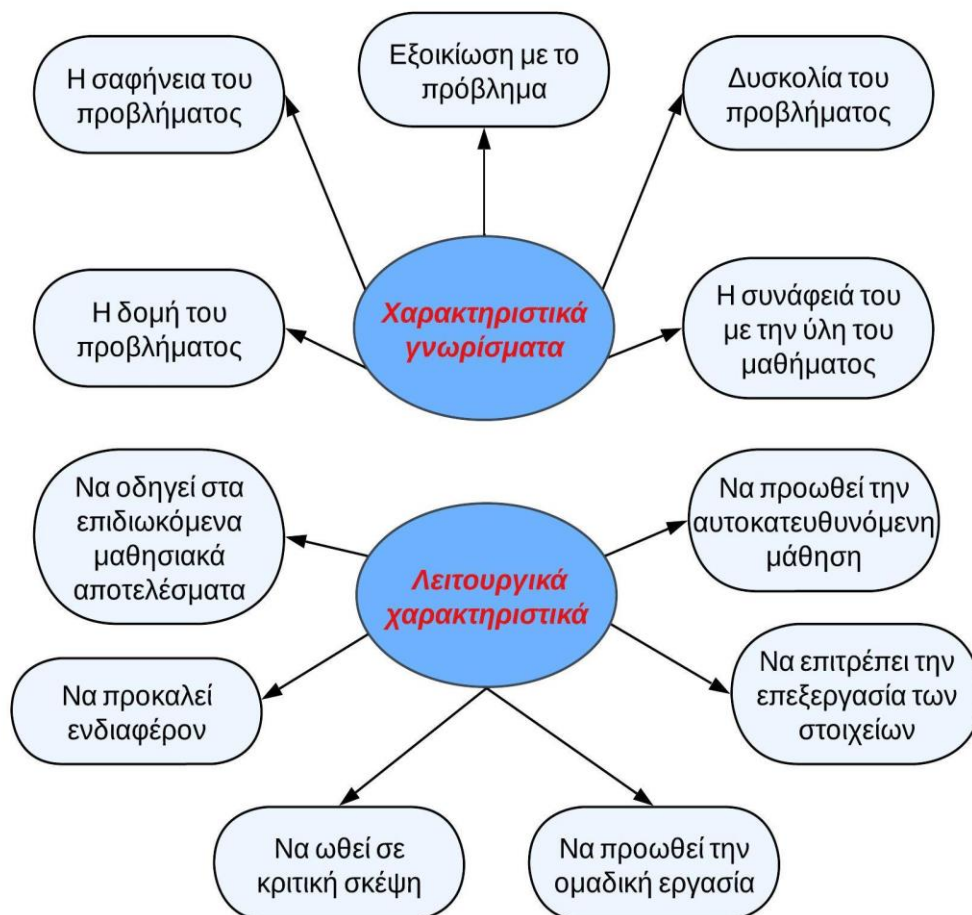 Η σαφήνεια του
προβλήματος
Εξοικίωση με το
πρόβλημα
Δυσκολία του
προβλήματος
Χαρακτηριστικά
γνωρίσματα
Η δομή του
προβλήματος
Η συνάφειά του
με την ύλη του
μαθήματος
Να οδηγεί στα
επιδιωκόμενα
μαθησιακά
αποτελέσματα
Να προωθεί την
αυτοκατευθυνόμενη
μάθηση
Λειτουργικά
χαρακτηριστικά
Να προκαλεί
ενδιαφέρον
Να επιτρέπει την
επεξεργασία των
στοιχείων
Να ωθεί σε
κριτική σκέψη
Να προωθεί την
ομαδική εργασία